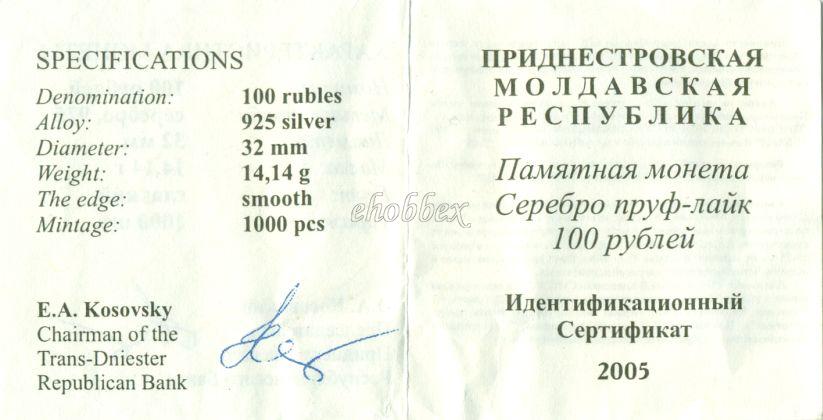 SPECIFICATIONS
Denomination: 100 rubles
Alloy: 925 silver
Diameter: 32 mm
Weight: 14,14 g
The edge: smooth
Mintage: 1000 pcs
E.A. Kosovsky
Chairman of the
Trans-Dniester
Republican Bank
ehobbex
ПРИДНЕСТРОВСКАЯ
МОЛДАВСКАЯ
РЕСПУБЛИКА
Памятная монета
Серебро пруф-лайк
100 рублей
Идентификационный
Сертификат
2005